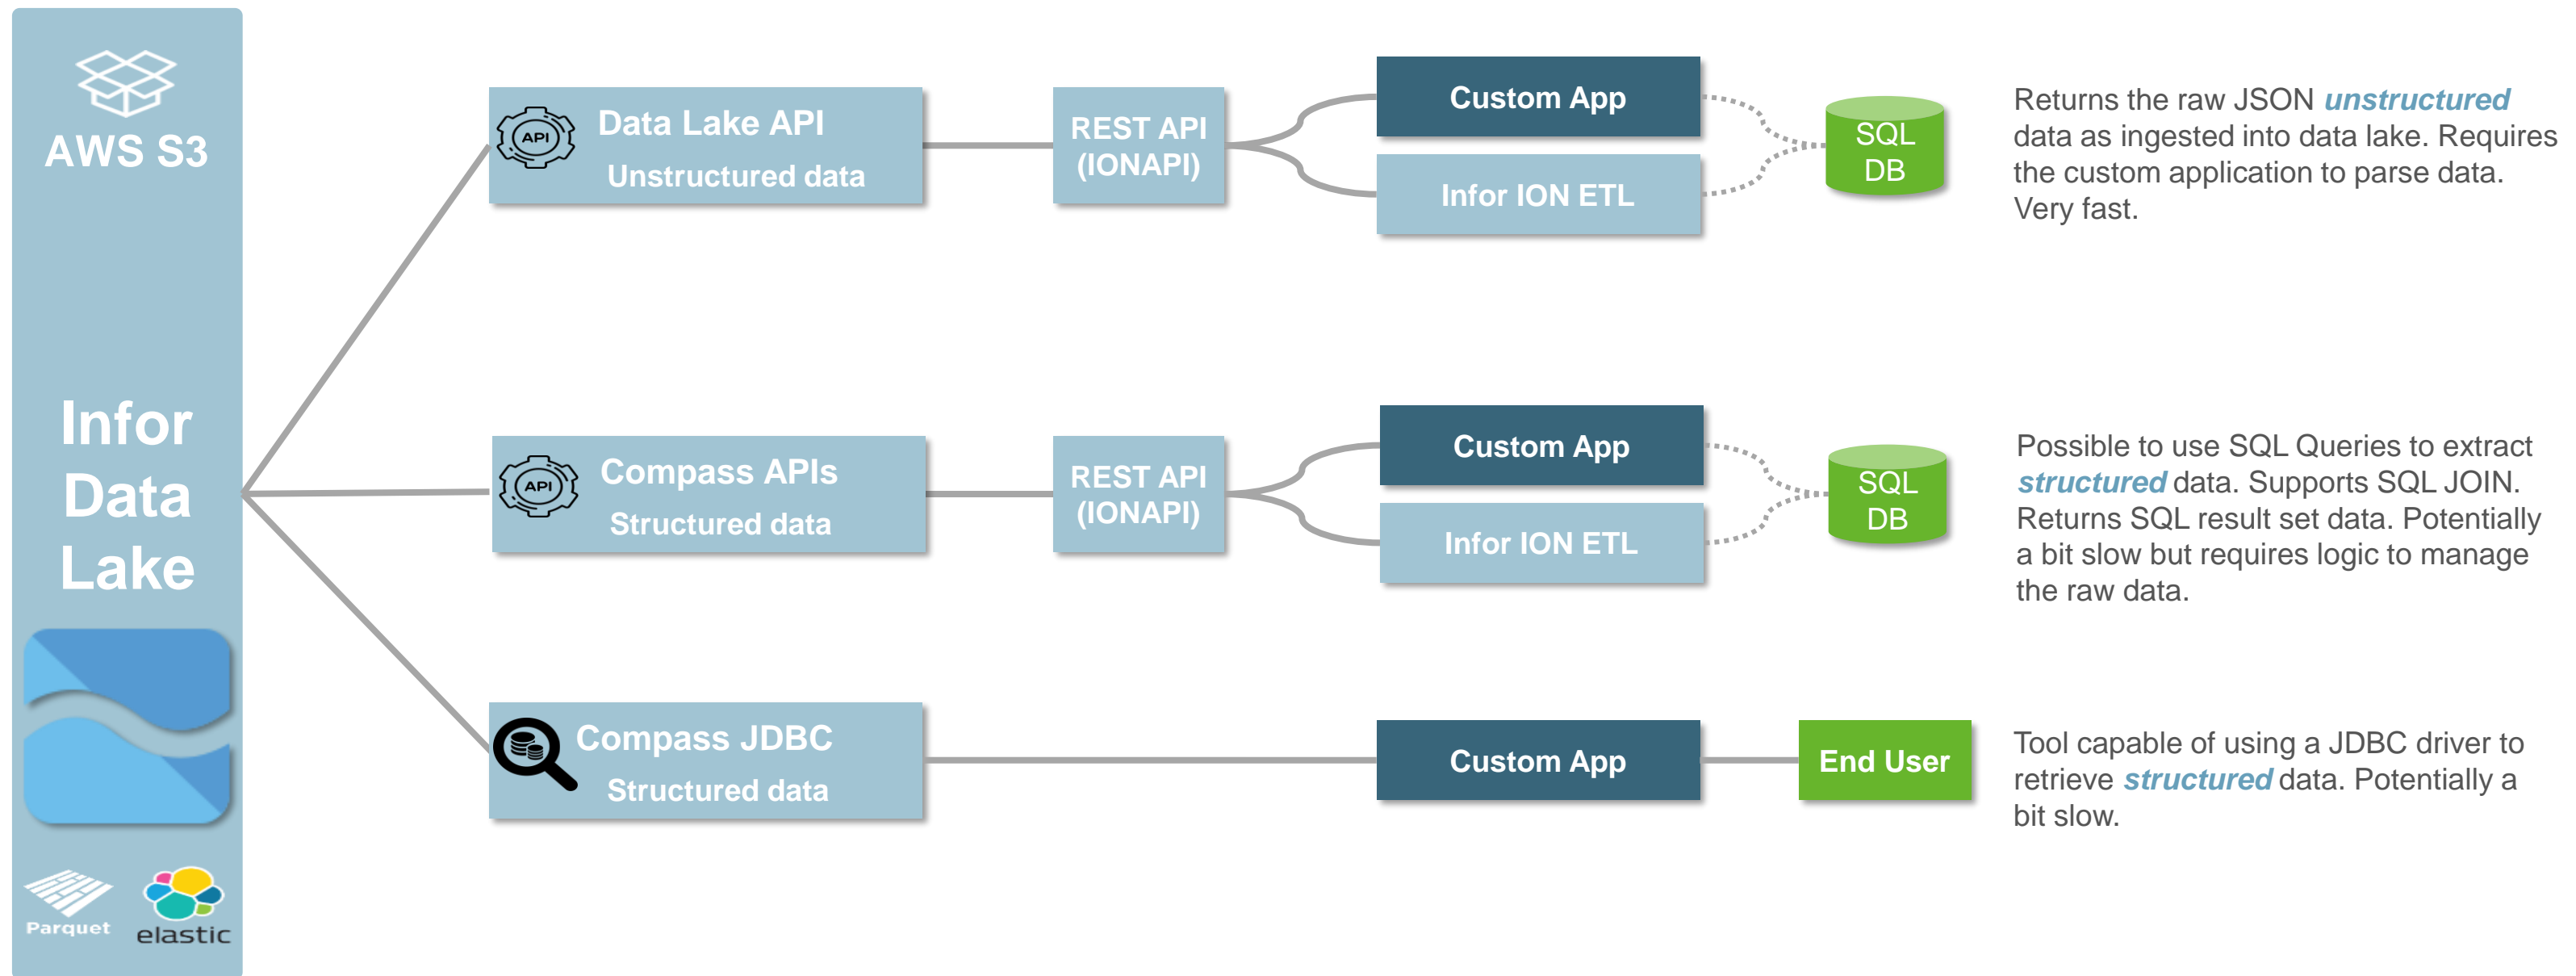 AWS S3
Infor
Data
Lake
Parquet
elastic
API
Data Lake API
Unstructured data
REST API
(IONAPI)
Custom App
Infor ION ETL
SQL
DB
Returns the raw JSON unstructured
data as ingested into data lake. Requires
the custom application to parse data.
Very fast.
API
Compass APIs
Structured data
REST API
(IONAPI)
Custom App
Infor ION ETL
SQL
DB
Possible to use SQL Queries to extract
structured data. Supports SQL JOIN.
Returns SQL result set data. Potentially
a bit slow but requires logic to manage
the raw data.
Compass JDBC
Structured data
Custom App
End User
Tool capable of using a JDBC driver to
retrieve structured data. Potentially a
bit slow.